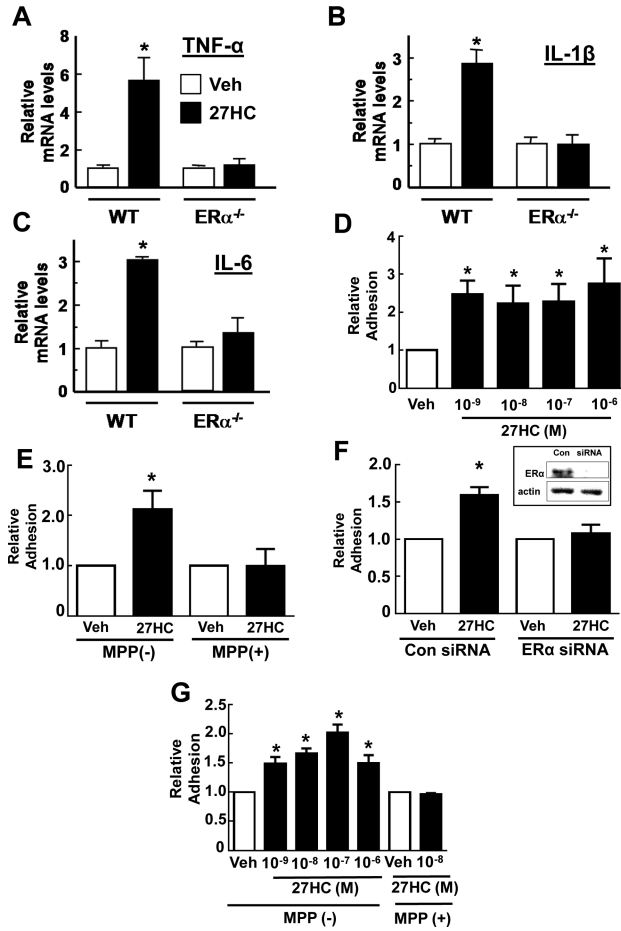 A
TNF-α
Relative
mRNA levels
8
6
4
2
0
*
Veh
27HC
WT
ERα-/-
B
IL-1β
Relative
mRNA levels
3
2
1
0
*
WT
ERα-/-
C
IL-6
Relative
mRNA levels
3
2
1
0
*
WT
ERα-/-
D
Relative
Adhesion
4
3
2
1
0
* * * *
Veh 10-9 10-8 10-7 10-6
27HC (M)
E
Relative
Adhesion
3.0
2.0
1.0
0
*
Veh 27HC Veh 27HC
MPP(-) MPP(+)
F
Relative
Adhesion
2.0
1.5
1.0
0.5
0
*
Con siRNA
ERα
actin
Veh 27HC Veh 27HC
Con siRNA ERα siRNA
G
Relative
Adhesion
2.5
2.0
1.5
1.0
0.5
0
* * * *
Veh 10-9 10-8 10-7 10-6 Veh 10-8
27HC (M) 27HC (M)
MPP (-) MPP (+)